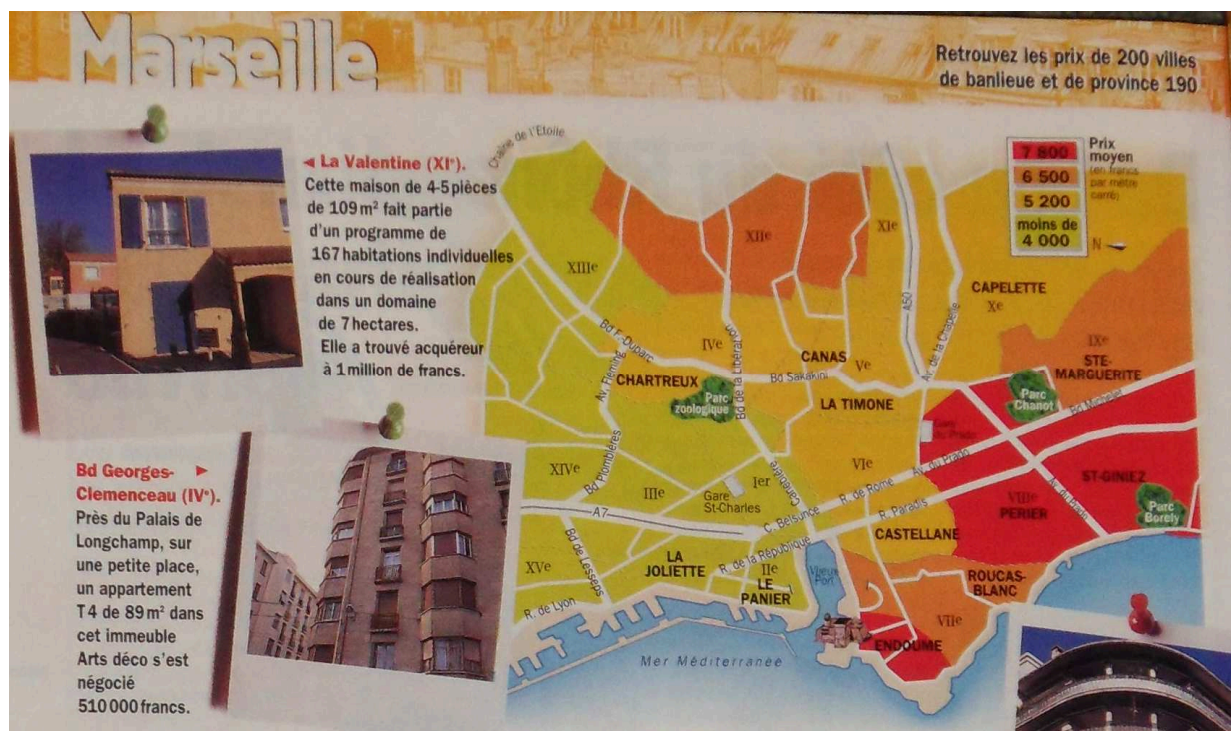 Marseille
Retrouvez les prix de 200 villes
de banlieue et de province 190
◄ La Valentine (XIe).
Cette maison de 4-5 pièces
de 109 m² fait partie
d'un programme de
167 habitations individuelles
en cours de réalisation
dans un domaine
de 7 hectares.
Elle a trouvé acquéreur
à 1 million de francs.
Bd Georges- ►
Clemenceau (IVe).
Près du Palais de
Longchamp, sur
une petite place,
un appartement
T 4 de 89 m² dans
cet immeuble
Arts déco s'est
négocié
510 000 francs.
Chaîne de l'Etoile
7 800
6 500
5 200
moins de
4 000
Prix
moyen
(en francs
par mètre
carré)
N
XIIe
XIe
XIIIe
A50
CAPELETTE
Xe
Av. de la Chapelle
Bd F.-Duparc
IVe
Bd de la Libération
CANAS
Ve
IXe
STE-
MARGUERITE
Av. Fleming
CHARTREUX
Parc
zoologique
Bd Sakakini
LA TIMONE
Parc
Chanot
Bd Michelet
Gare
du Prado
Bd Plombières
XIVe
IIIe
Ier
Gare
St-Charles
Canebière
VIe
R. de Rome
Av. du Prado
ST-GINIEZ
VIIIe
PERIER
Av. du Prado
Parc
Borely
A7
C. Belsunce
R. Paradis
CASTELLANE
Bd de Lesseps
XVe
LA
JOLIETTE
R. de la République
IIe
LE
PANIER
Vieux
Port
ROUCAS-
BLANC
R. de Lyon
VIIe
ENDOUME
Mer Méditerranée